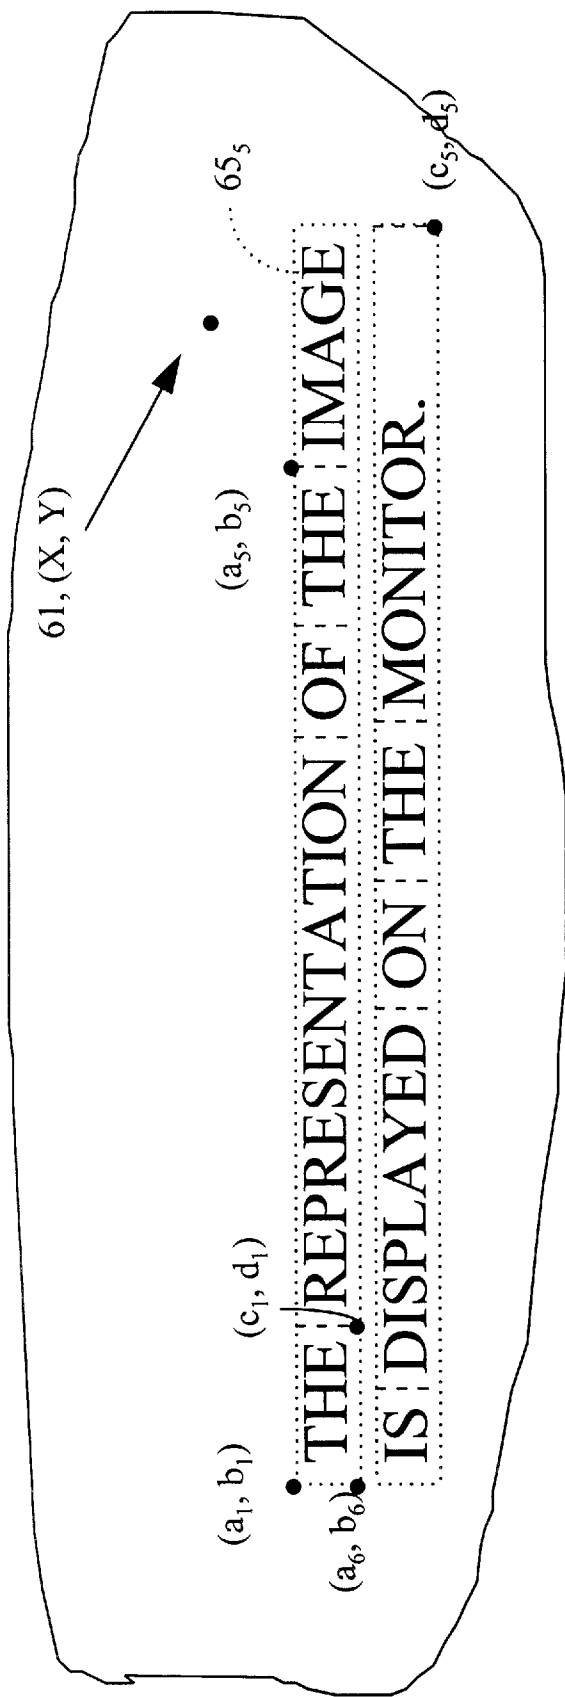 61, (X, Y)
65₅
(a₁, b₁)
(c₁, d₁)
(a₅, b₅)
(c₅, d₅)
(a₆, b₆)
THE REPRESENTATION OF THE IMAGE
IS DISPLAYED ON THE MONITOR.